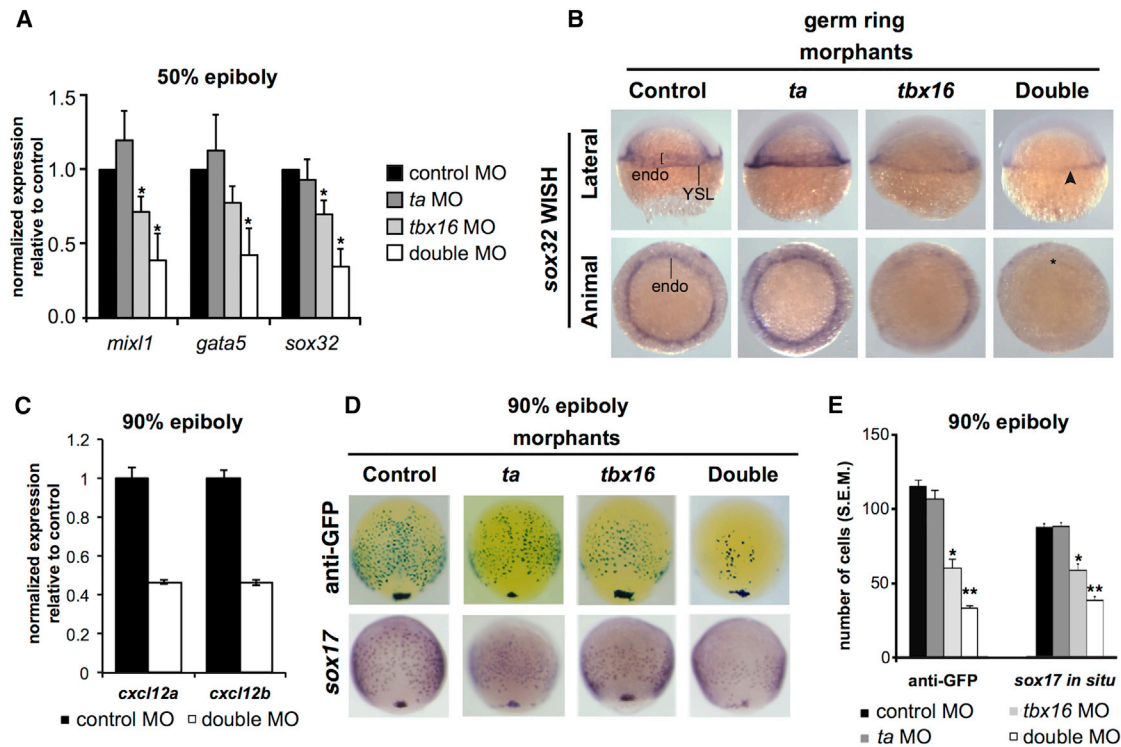 A
50% epiboly
normalized expression
relative to control
1.5
1.0
0.5
0.0
*
*
*
*
*
mixl1
gata5
sox32
control MO
ta MO
tbx16 MO
double MO
B
germ ring
morphants
Control
ta
tbx16
Double
sox32 WISH
Lateral
Animal
endo
YSL
endo
*
C
90% epiboly
normalized expression
relative to control
1.2
1
0.8
0.6
0.4
0.2
0
cxcl12a
cxcl12b
control MO
double MO
D
90% epiboly
morphants
Control
ta
tbx16
Double
anti-GFP
sox17
E
90% epiboly
number of cells (S.E.M.)
150
100
50
0
*
**
*
**
anti-GFP
sox17 in situ
control MO
tbx16 MO
ta MO
double MO